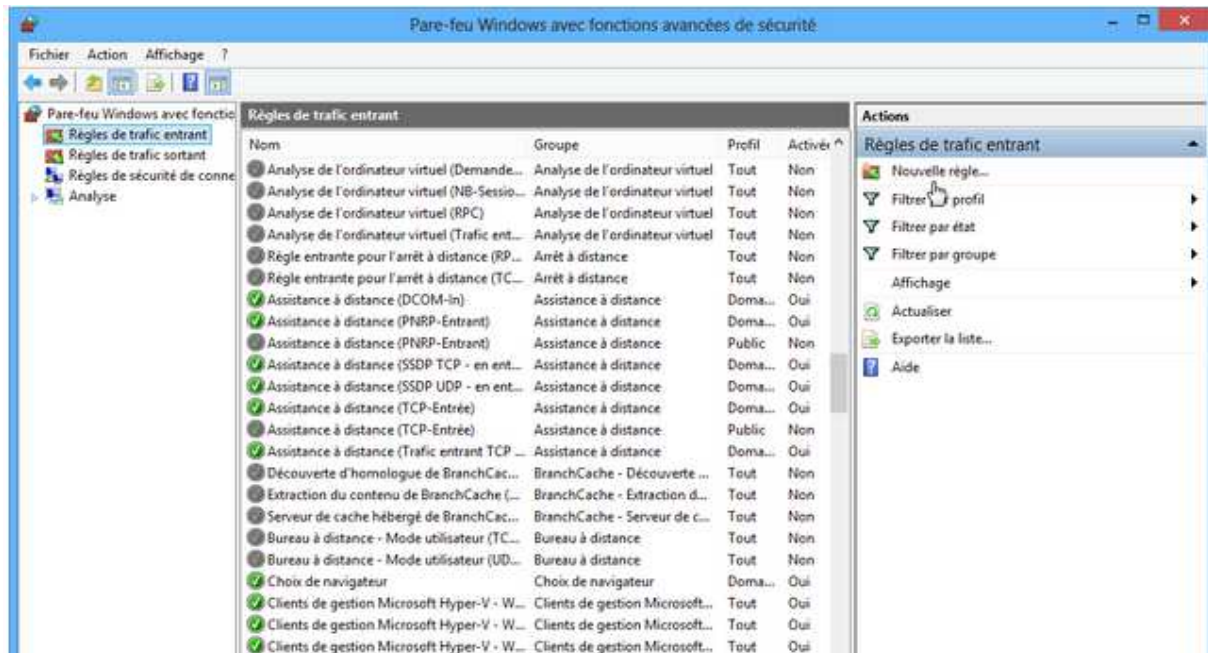 Pare-feu Windows avec fonctions avancées de sécurité
Fichier Action Affichage ?
Pare-feu Windows avec fonctio
Règles de trafic entrant
Règles de trafic sortant
Règles de sécurité de conne
Analyse
Règles de trafic entrant
Nom Groupe Profil Activée
Analyse de l'ordinateur virtuel (Demande... Analyse de l'ordinateur virtuel Tout Non
Analyse de l'ordinateur virtuel (NB-Sessio... Analyse de l'ordinateur virtuel Tout Non
Analyse de l'ordinateur virtuel (RPC) Analyse de l'ordinateur virtuel Tout Non
Analyse de l'ordinateur virtuel (Trafic ent... Analyse de l'ordinateur virtuel Tout Non
Règle entrante pour l'arrêt à distance (RP... Arrêt à distance Tout Non
Règle entrante pour l'arrêt à distance (TC... Arrêt à distance Tout Non
Assistance à distance (DCOM-In) Assistance à distance Doma... Oui
Assistance à distance (PNRP-Entrant) Assistance à distance Doma... Oui
Assistance à distance (PNRP-Entrant) Assistance à distance Public Non
Assistance à distance (SSDP TCP - en ent... Assistance à distance Doma... Oui
Assistance à distance (SSDP UDP - en ent... Assistance à distance Doma... Oui
Assistance à distance (TCP-Entrée) Assistance à distance Doma... Oui
Assistance à distance (TCP-Entrée) Assistance à distance Public Non
Assistance à distance (Trafic entrant TCP ... Assistance à distance Doma... Oui
Découverte d'homologue de BranchCac... BranchCache - Découverte ... Tout Non
Extraction du contenu de BranchCache (... BranchCache - Extraction d... Tout Non
Serveur de cache hébergé de BranchCac... BranchCache - Serveur de c... Tout Non
Bureau à distance - Mode utilisateur (TC... Bureau à distance Tout Non
Bureau à distance - Mode utilisateur (UD... Bureau à distance Tout Non
Choix de navigateur Choix de navigateur Doma... Oui
Clients de gestion Microsoft Hyper-V - W... Clients de gestion Microsoft... Tout Oui
Clients de gestion Microsoft Hyper-V - W... Clients de gestion Microsoft... Tout Oui
Clients de gestion Microsoft Hyper-V - W... Clients de gestion Microsoft... Tout Oui
Actions
Règles de trafic entrant
Nouvelle règle...
Filtrer profil
Filtrer par état
Filtrer par groupe
Affichage
Actualiser
Exporter la liste...
Aide